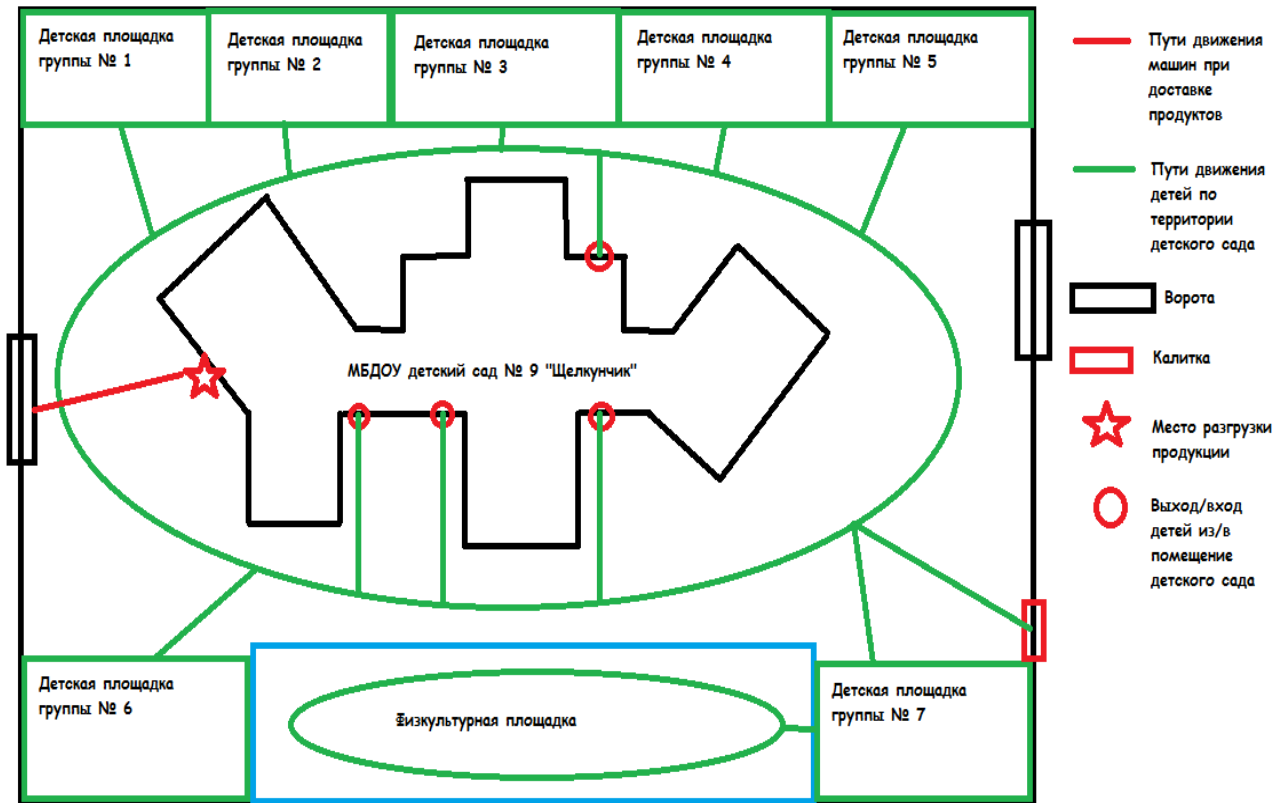 Детская площадка
группы № 1
Детская площадка
группы № 2
Детская площадка
группы № 3
Детская площадка
группы № 4
Детская площадка
группы № 5
МБДОУ детский сад № 9 "Щелкунчик"
Детская площадка
группы № 6
Физкультурная площадка
Детская площадка
группы № 7
Пути движения
машин при
доставке
продуктов
Пути движения
детей по
территории
детского сада
Ворота
Калитка
Место разгрузки
продукции
Выход/вход
детей из/в
помещение
детского сада